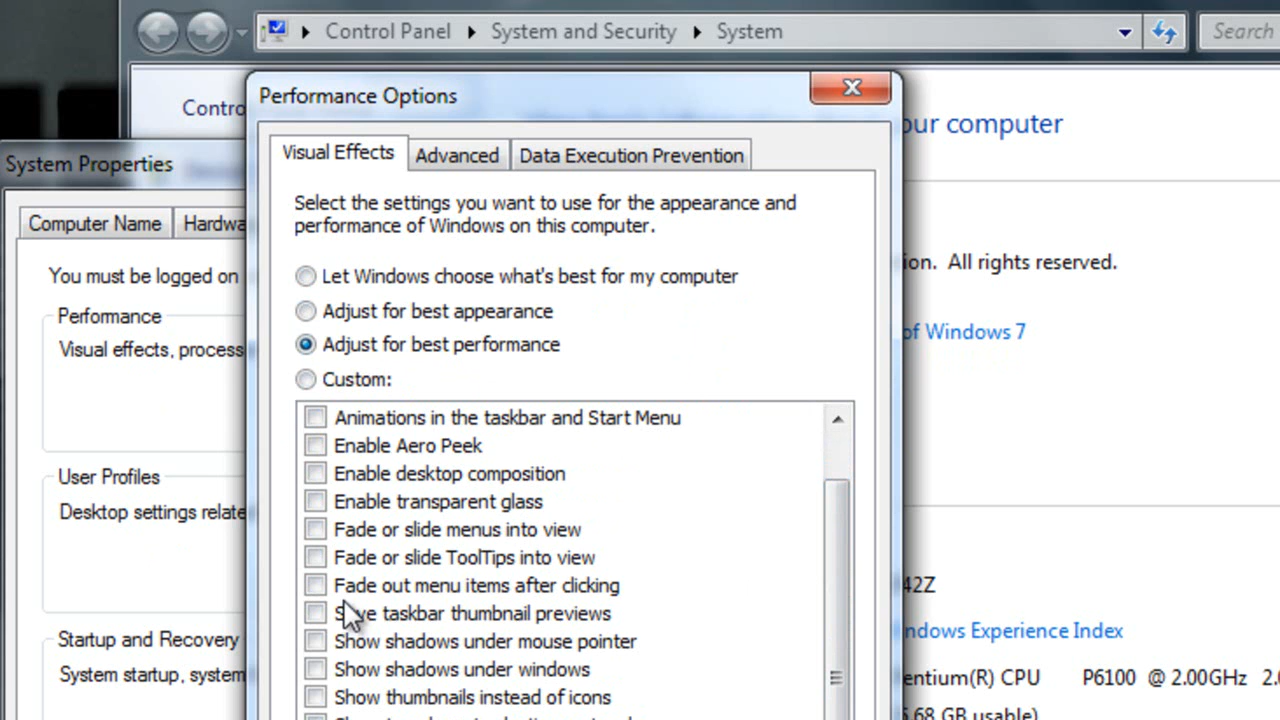 Control Panel
System and Security
System
Search
Contro
Performance Options
our computer
Visual Effects
Advanced
Data Execution Prevention
System Properties
Computer Name
Hardwa
Select the settings you want to use for the appearance and
performance of Windows on this computer.
You must be logged on
ion. All rights reserved.
Let Windows choose what's best for my computer
Adjust for best appearance
Performance
of Windows 7
Visual effects, process
Adjust for best performance
Custom:
Animations in the taskbar and Start Menu
Enable Aero Peek
User Profiles
Enable desktop composition
Desktop settings relate
Enable transparent glass
Fade or slide menus into view
Fade or slide ToolTips into view
Fade out menu items after clicking
42Z
taskbar thumbnail previews
Startup and Recovery
Show shadows under mouse pointer
ndows Experience Index
System startup, system
Show shadows under windows
entium(R) CPU P6100 @ 2.00GHz 2.0
Show thumbnails instead of icons
5.68 GB usable)